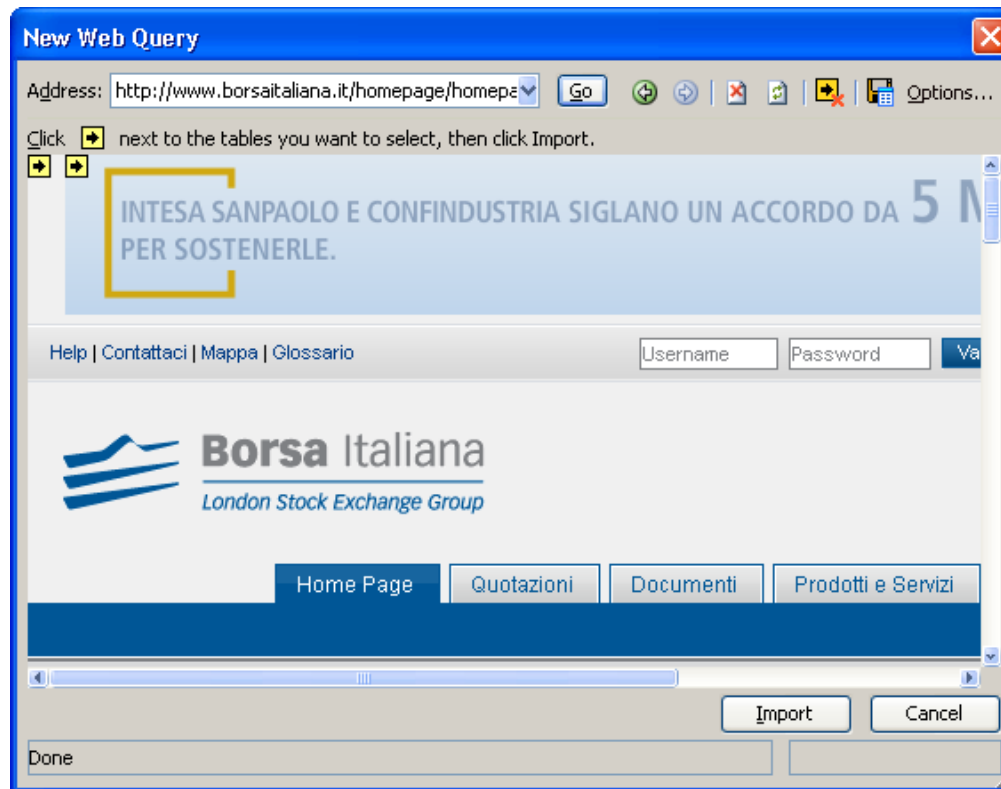 New Web Query
Address: http://www.borsaitaliana.it/homepage/homepa Go Options...
Click next to the tables you want to select, then click Import.
INTESA SANPAOLO E CONFINDUSTRIA SIGLANO UN ACCORDO DA 5
PER SOSTENERLE.
Help | Contattaci | Mappa | Glossario Username Password Va
Borsa Italiana
London Stock Exchange Group
Home Page Quotazioni Documenti Prodotti e Servizi
Import Cancel
Done